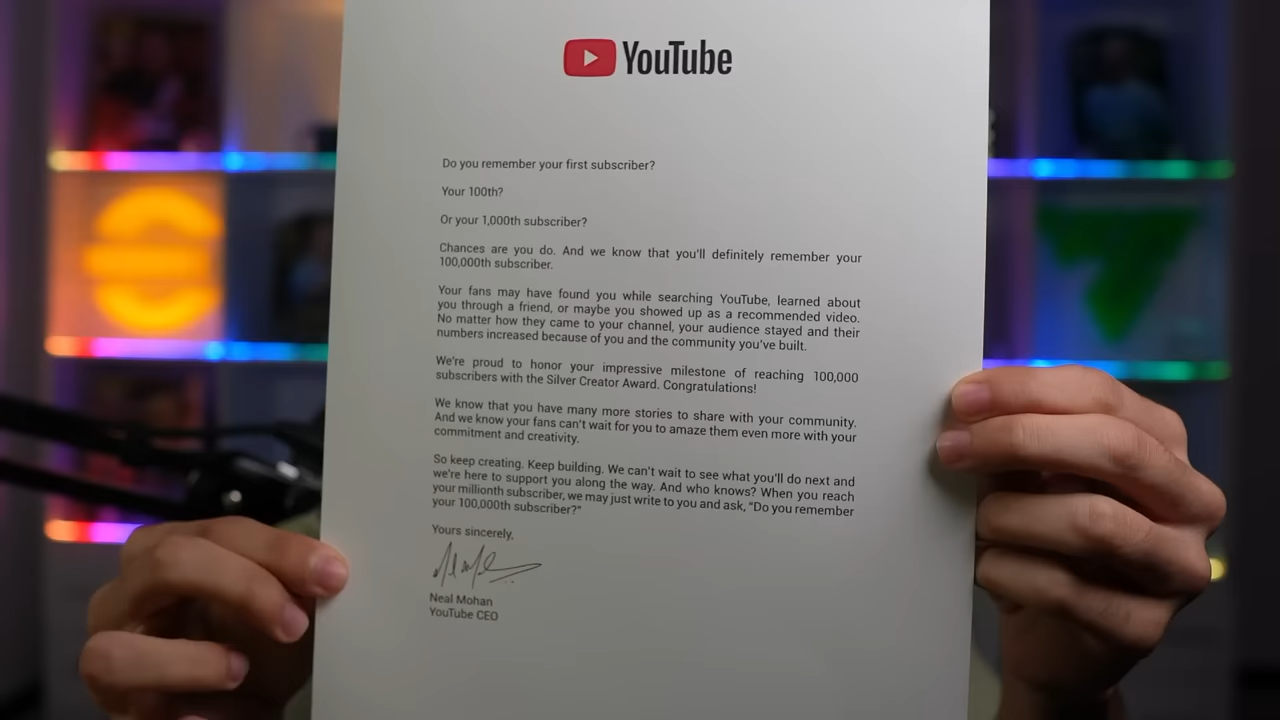 YouTube
Do you remember your first subscriber?
Your 100th?
Or your 1,000th subscriber?
Chances are you do. And we know that you'll definitely remember your
100,000th subscriber.
Your fans may have found you while searching YouTube, learned about
you through a friend, or maybe you showed up as a recommended video.
No matter how they came to your channel, your audience stayed and their
numbers increased because of you and the community you've built.
We're proud to honor your impressive milestone of reaching 100,000
subscribers with the Silver Creator Award. Congratulations!
We know that you have many more stories to share with your community.
And we know your fans can't wait for you to amaze them even more with your
commitment and creativity.
So keep creating. Keep building. We can't wait to see what you'll do next and
we're here to support you along the way. And who knows? When you reach
your millionth subscriber, we may just write to you and ask, "Do you remember
your 100,000th subscriber?"
Yours sincerely,
Neal Mohan
YouTube CEO